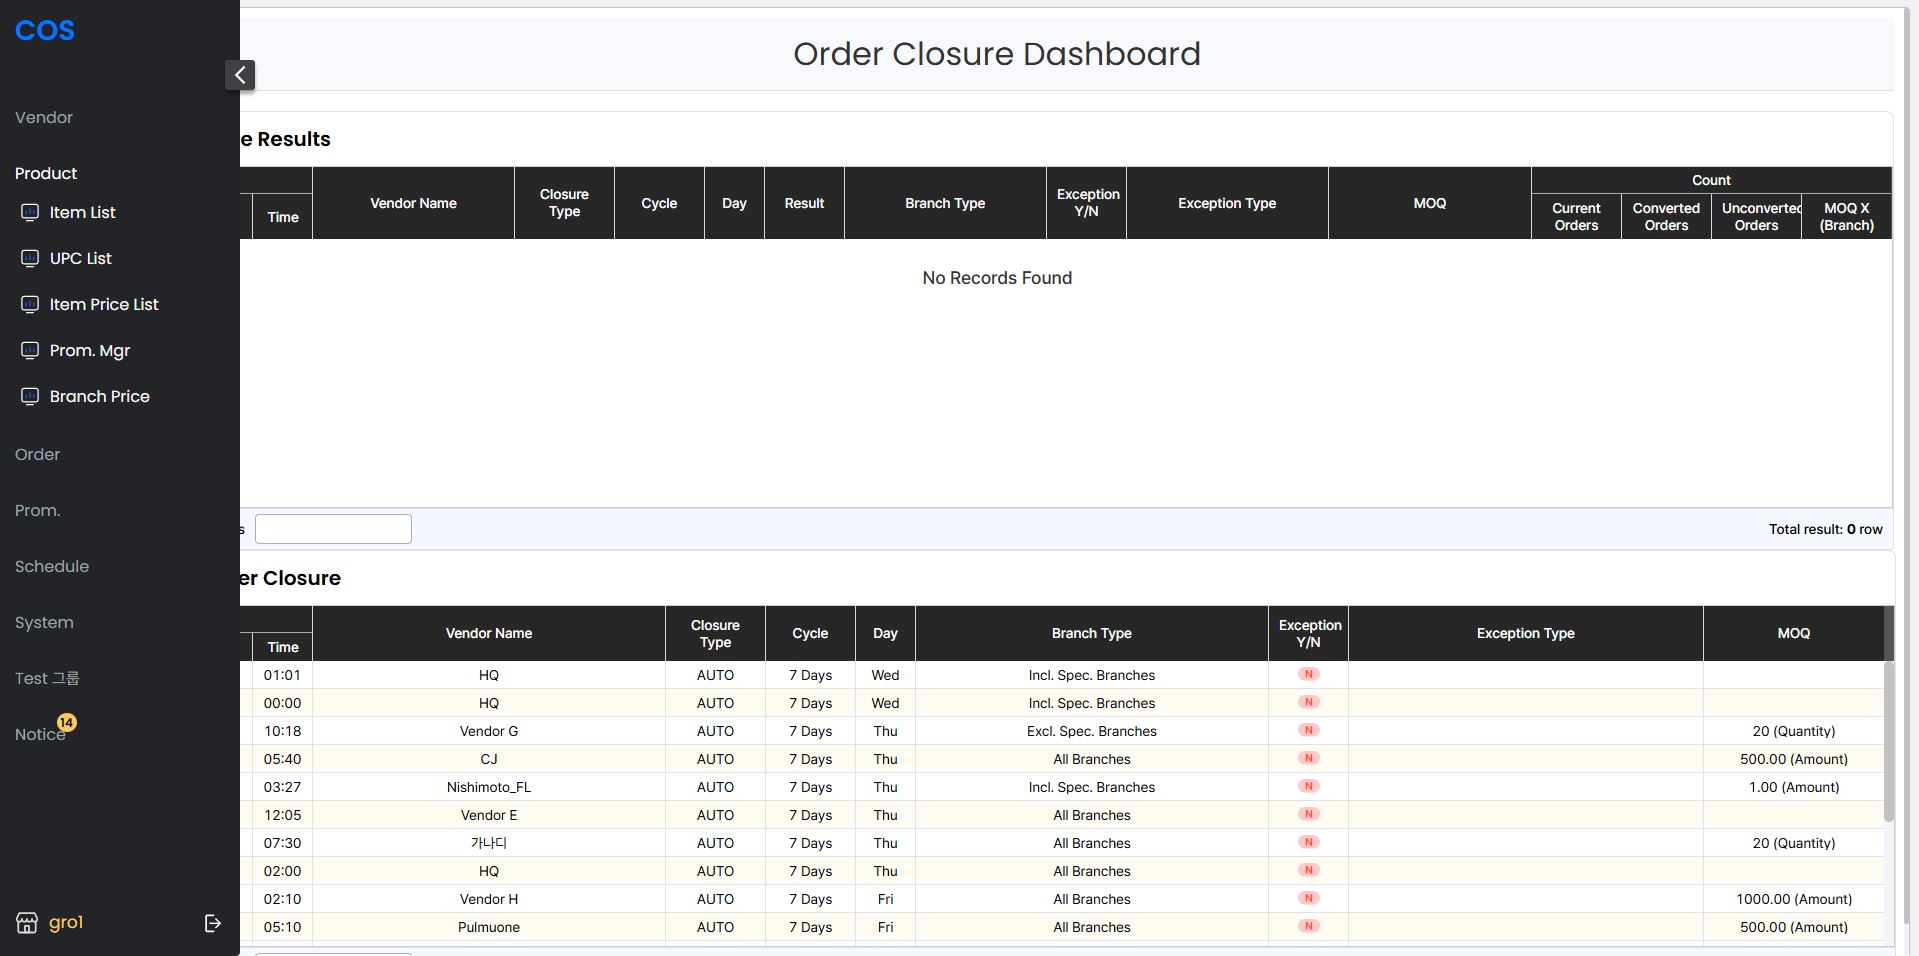 COS
Vendor
Product
Item List
UPC List
Item Price List
Prom. Mgr
Branch Price
Order
Prom.
Schedule
System
Test 그룹
Notice 14
gro1
Order Closure Dashboard
e Results
Time Vendor Name Closure Type Cycle Day Result Branch Type Exception Y/N Exception Type MOQ Count
Current Orders Converted Orders Unconverted Orders MOQ X (Branch)
No Records Found
s Total result: 0 row
er Closure
Time Vendor Name Closure Type Cycle Day Branch Type Exception Y/N Exception Type MOQ
01:01 HQ AUTO 7 Days Wed Incl. Spec. Branches N
00:00 HQ AUTO 7 Days Wed Incl. Spec. Branches N
10:18 Vendor G AUTO 7 Days Thu Excl. Spec. Branches N 20 (Quantity)
05:40 CJ AUTO 7 Days Thu All Branches N 500.00 (Amount)
03:27 Nishimoto_FL AUTO 7 Days Thu Incl. Spec. Branches N 1.00 (Amount)
12:05 Vendor E AUTO 7 Days Thu All Branches N
07:30 가나디 AUTO 7 Days Thu All Branches N 20 (Quantity)
02:00 HQ AUTO 7 Days Thu All Branches N
02:10 Vendor H AUTO 7 Days Fri All Branches N 1000.00 (Amount)
05:10 Pulmuone AUTO 7 Days Fri All Branches N 500.00 (Amount)